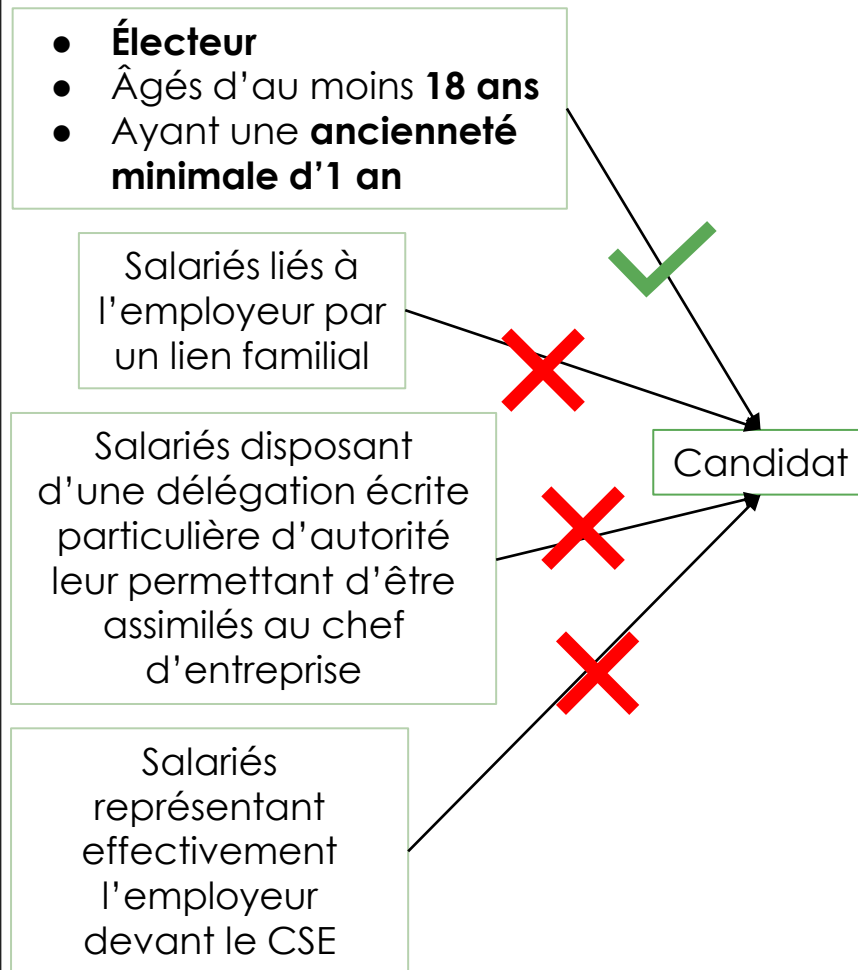 ● Électeur
● Âgés d’au moins 18 ans
● Ayant une ancienneté
minimale d’1 an
Salariés liés à
l’employeur par
un lien familial
Salariés disposant
d’une délégation écrite
particulière d’autorité
leur permettant d’être
assimilés au chef
d’entreprise
Candidat
Salariés
représentant
effectivement
l’employeur
devant le CSE